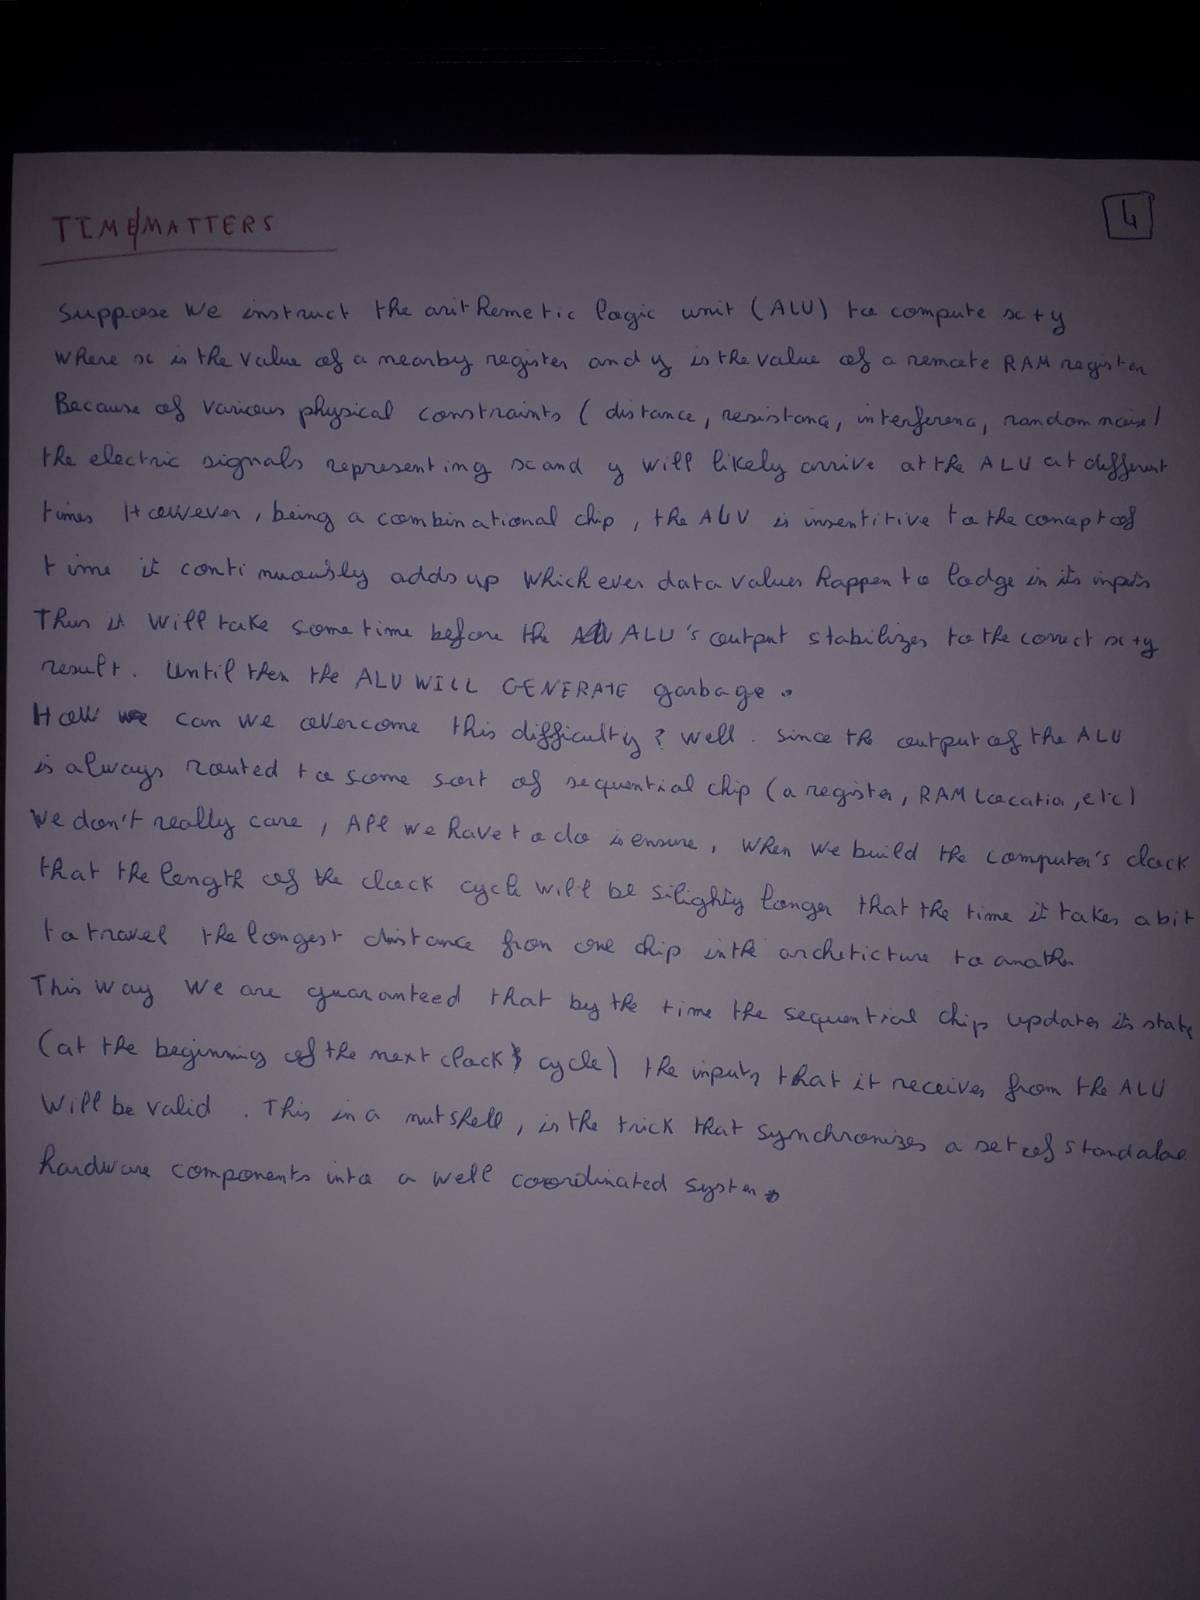 TIME/MATTERS
4
Suppose we instruct the arithemetic logic unit (ALU) to compute x+y
where x is the value of a nearby register and y is the value of a remote RAM register
Because of various physical constraints (distance, resistanc, interferenc, random noise)
the electric signals representing x and y will likely arrive at the ALU at different
times However, being a combinational chip, the ALU is insentitive to the concept of
time it continuously adds up whichever data values happen to lodge in its inputs
Thus it will take some time before the ALU's output stabilizes to the correct x+y
result. Until then the ALU WILL GENERATE garbage.
How can we overcome this difficulty? well. since the output of the ALU
is always routed to some sort of sequential chip (a register, RAM Location, etc)
We don't really care, All we have to do is ensure, when we build the computer's clock
that the length of the clock cycle will be silighty longer that the time it takes a bit
to travel the longest distance from one chip in the archeticture to another
This way we are guaranteed that by the time the sequential chip updates its state
(at the beginning of the next clock cycle) the inputs that it receives from the ALU
will be valid. This in a nutshell, is the trick that synchronizes a set of standaloe
hardware components into a well coordinated system.